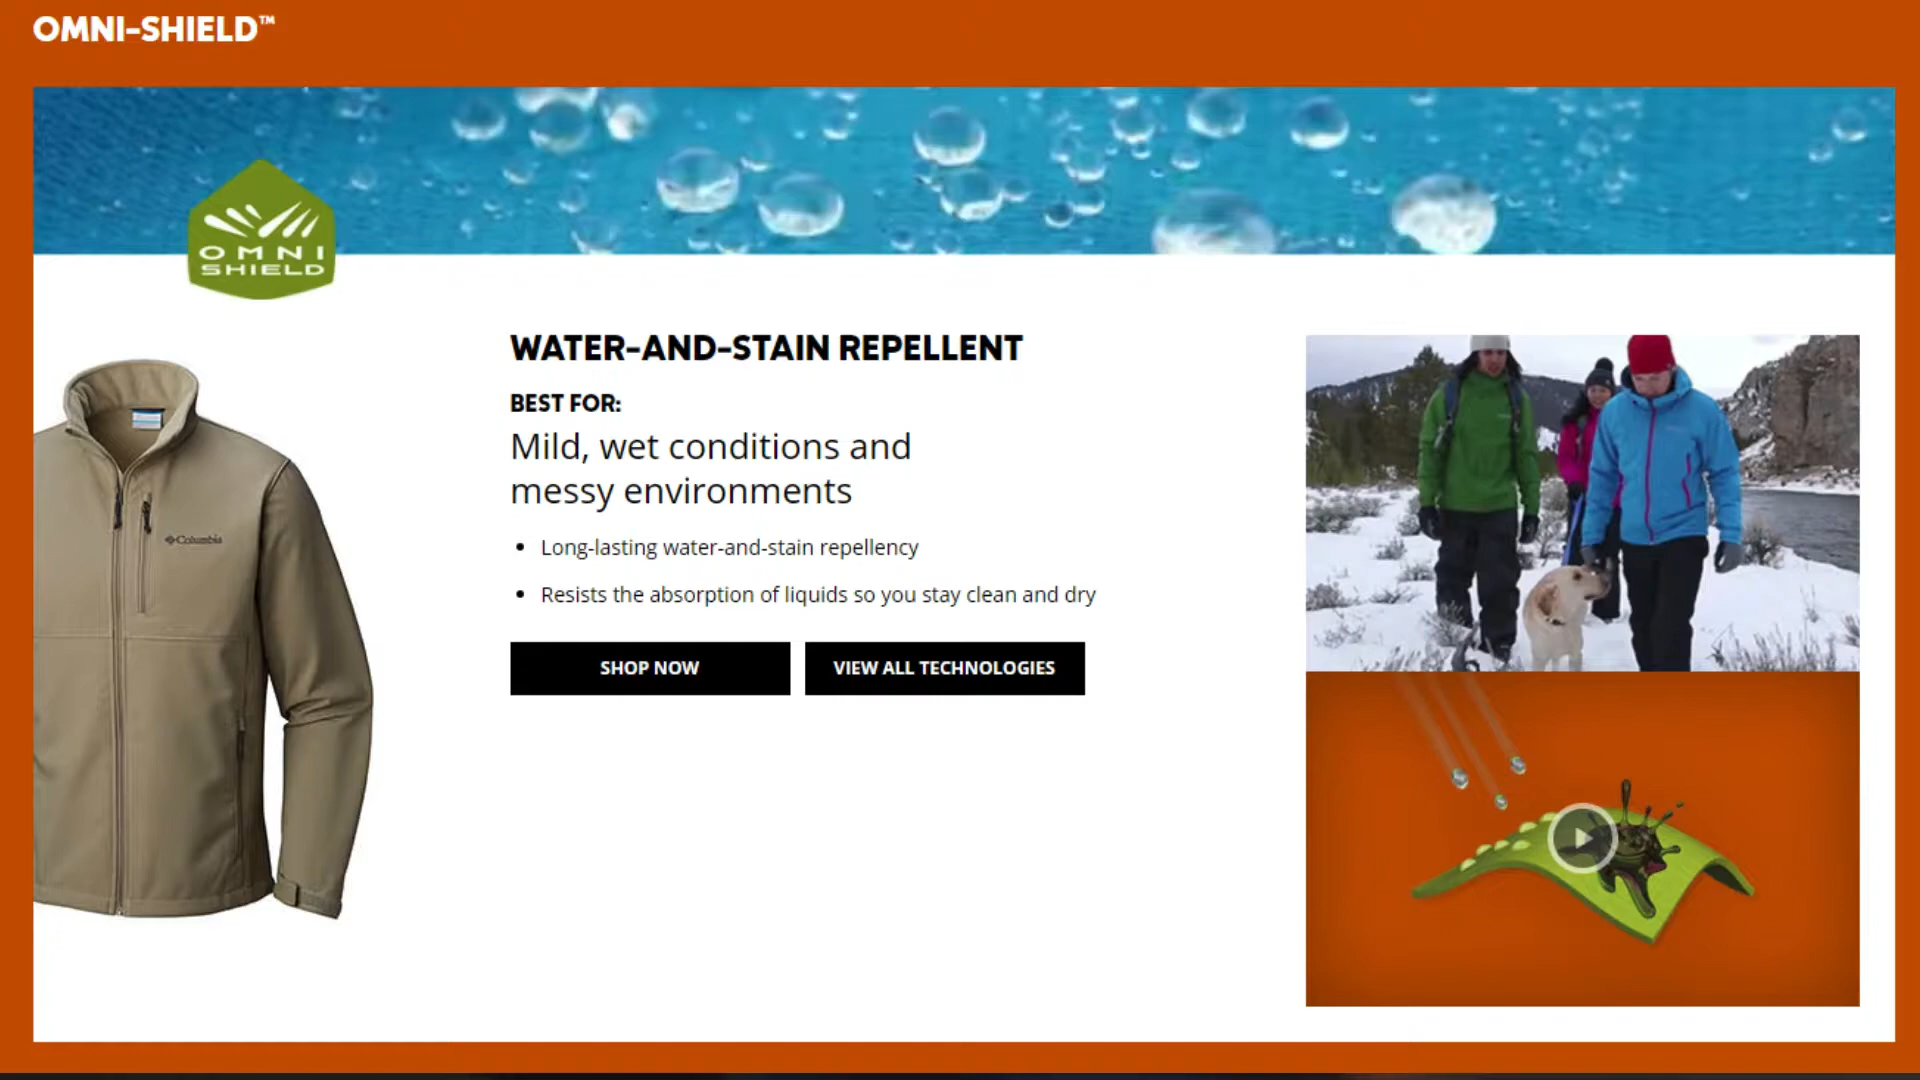 OMNI-SHIELD™
OMNI
SHIELD
WATER-AND-STAIN REPELLENT
BEST FOR:
Mild, wet conditions and
messy environments
Columbia
• Long-lasting water-and-stain repellency
• Resists the absorption of liquids so you stay clean and dry
SHOP NOW
VIEW ALL TECHNOLOGIES